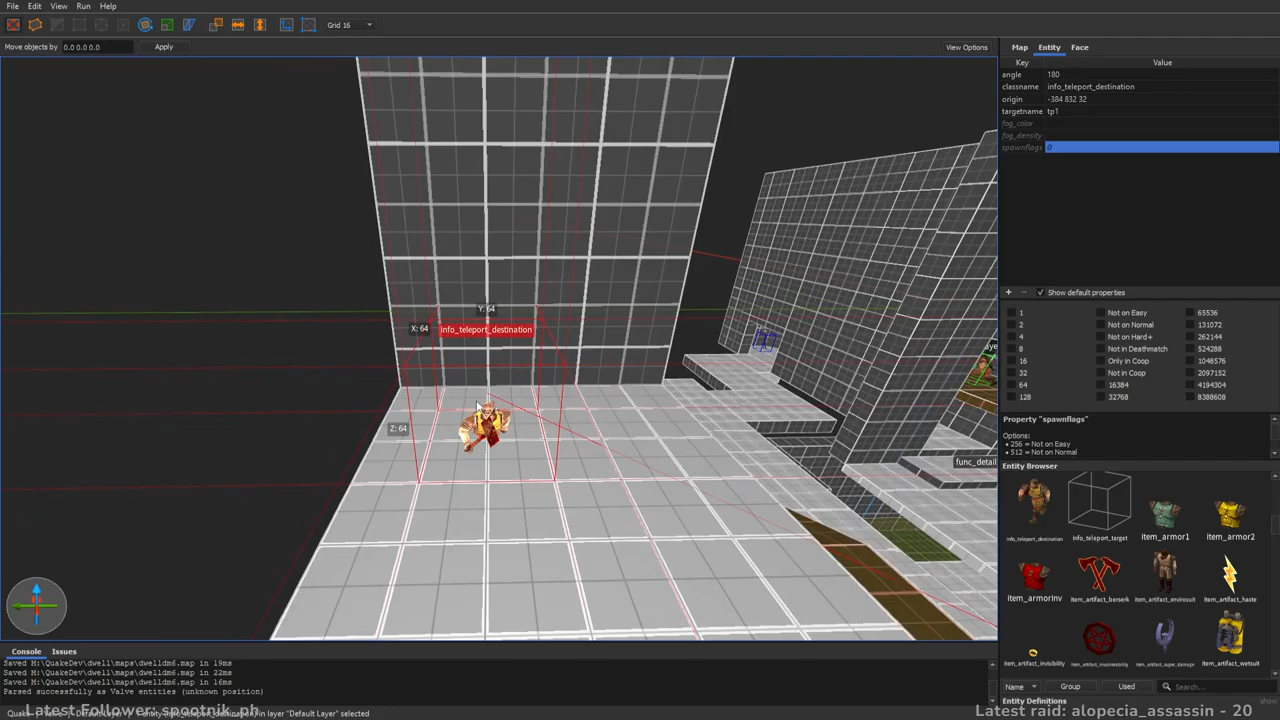 File Edit View Run Help
Grid 16
Move objects by 0.0 0.0 0.0 Apply View Options
Map Entity Face
Key Value
angle 180
classname info_teleport_destination
origin -384 832 32
targetname tp1
fog_color
fog_density
spawnflags 0
Y: 64
X: 64
info_teleport_destination
Z: 64
func_detail
Show default properties
1 Not on Easy 65536
2 Not on Normal 131072
4 Not on Hard+ 262144
8 Not in Deathmatch 524288
16 Only in Coop 1048576
32 Not in Coop 2097152
64 16384 4194304
128 32768 8388608
Property "spawnflags"
Options:
• 256 = Not on Easy
• 512 = Not on Normal
Entity Browser
info_teleport_destination info_teleport_target item_armor1 item_armor2
item_armorInv item_artifact_berserk item_artifact_envirosuit item_artifact_haste
item_artifact_invisibility item_artifact_invulnerability item_artifact_super_damage item_artifact_wetsuit
Name Group Used Search...
Entity Definitions show
Console Issues
Saved M:\QuakeDev\dwell\maps\dwelldm6.map in 19ms
Saved M:\QuakeDev\dwell\maps\dwelldm6.map in 22ms
Saved M:\QuakeDev\dwell\maps\dwelldm6.map in 16ms
Parsed successfully as Valve entities (unknown position)
in layer "Default Layer" selected
Latest Follower: spootnik_ph
Latest raid: alopecia_assassin - 20